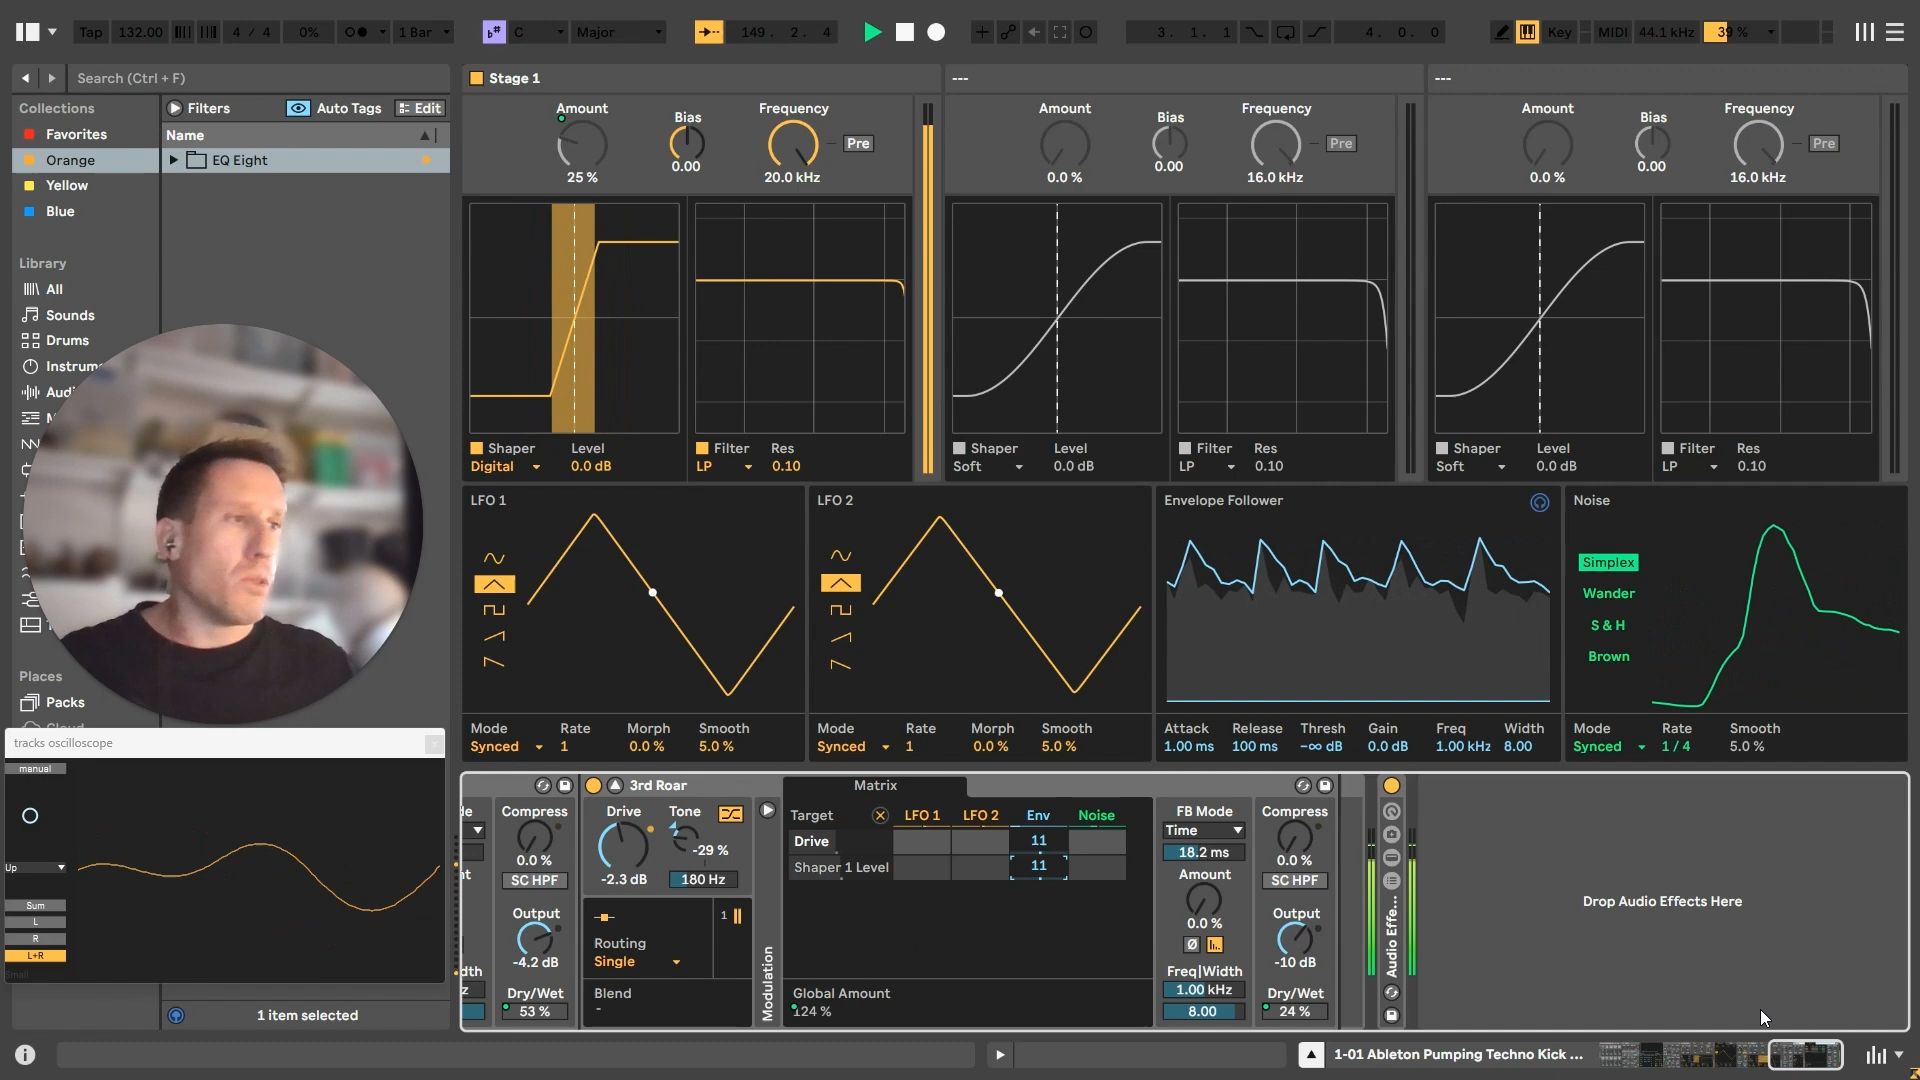 Tap 132.00 4 / 4 0% 1 Bar C Major 149. 2. 4 3. 1. 1 4. 0. 0 Key MIDI 44.1 kHz 39 %
Search (Ctrl + F)
Collections
Favorites
Orange
Yellow
Blue
Library
All
Sounds
Drums
Places
Packs
Filters Auto Tags Edit
Name
EQ Eight
1 item selected
tracks oscilloscope
manual
Up
Sum
L
R
L+R
Stage 1
Amount Bias Frequency
Pre
25 % 0.00 20.0 kHz
Shaper Level Filter Res
Digital 0.0 dB LP 0.10
---
Amount Bias Frequency
Pre
0.0 % 0.00 16.0 kHz
Shaper Level Filter Res
Soft 0.0 dB LP 0.10
---
Amount Bias Frequency
Pre
0.0 % 0.00 16.0 kHz
Shaper Level Filter Res
Soft 0.0 dB LP 0.10
LFO 1
Mode Rate Morph Smooth
Synced 1 0.0 % 5.0 %
LFO 2
Mode Rate Morph Smooth
Synced 1 0.0 % 5.0 %
Envelope Follower
Attack Release Thresh Gain Freq Width
1.00 ms 100 ms -∞ dB 0.0 dB 1.00 kHz 8.00
Noise
Simplex
Wander
S & H
Brown
Mode Rate Smooth
Synced 1 / 4 5.0 %
Compress
0.0 %
SC HPF
Output
-4.2 dB
Dry/Wet
53 %
3rd Roar
Drive Tone
-29 %
-2.3 dB 180 Hz
1
Routing
Single
Blend
-
Modulation
Matrix
Target LFO 1 LFO 2 Env Noise
Drive 11
Shaper 1 Level 11
Global Amount
124 %
FB Mode
Time
18.2 ms
Amount
0.0 %
Ø
Freq|Width
1.00 kHz
8.00
Compress
0.0 %
SC HPF
Output
-10 dB
Dry/Wet
24 %
Audio Effe...
Drop Audio Effects Here
1-01 Ableton Pumping Techno Kick ...